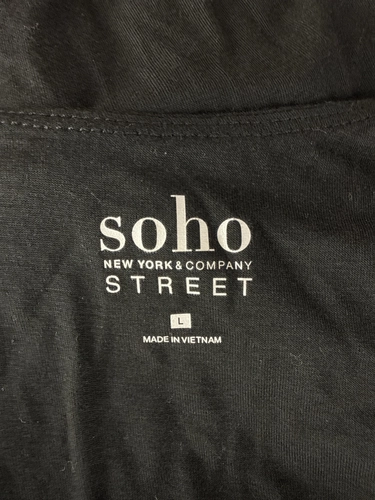 soho
NEW YORK & COMPANY
STREET
L
MADE IN VIETNAM